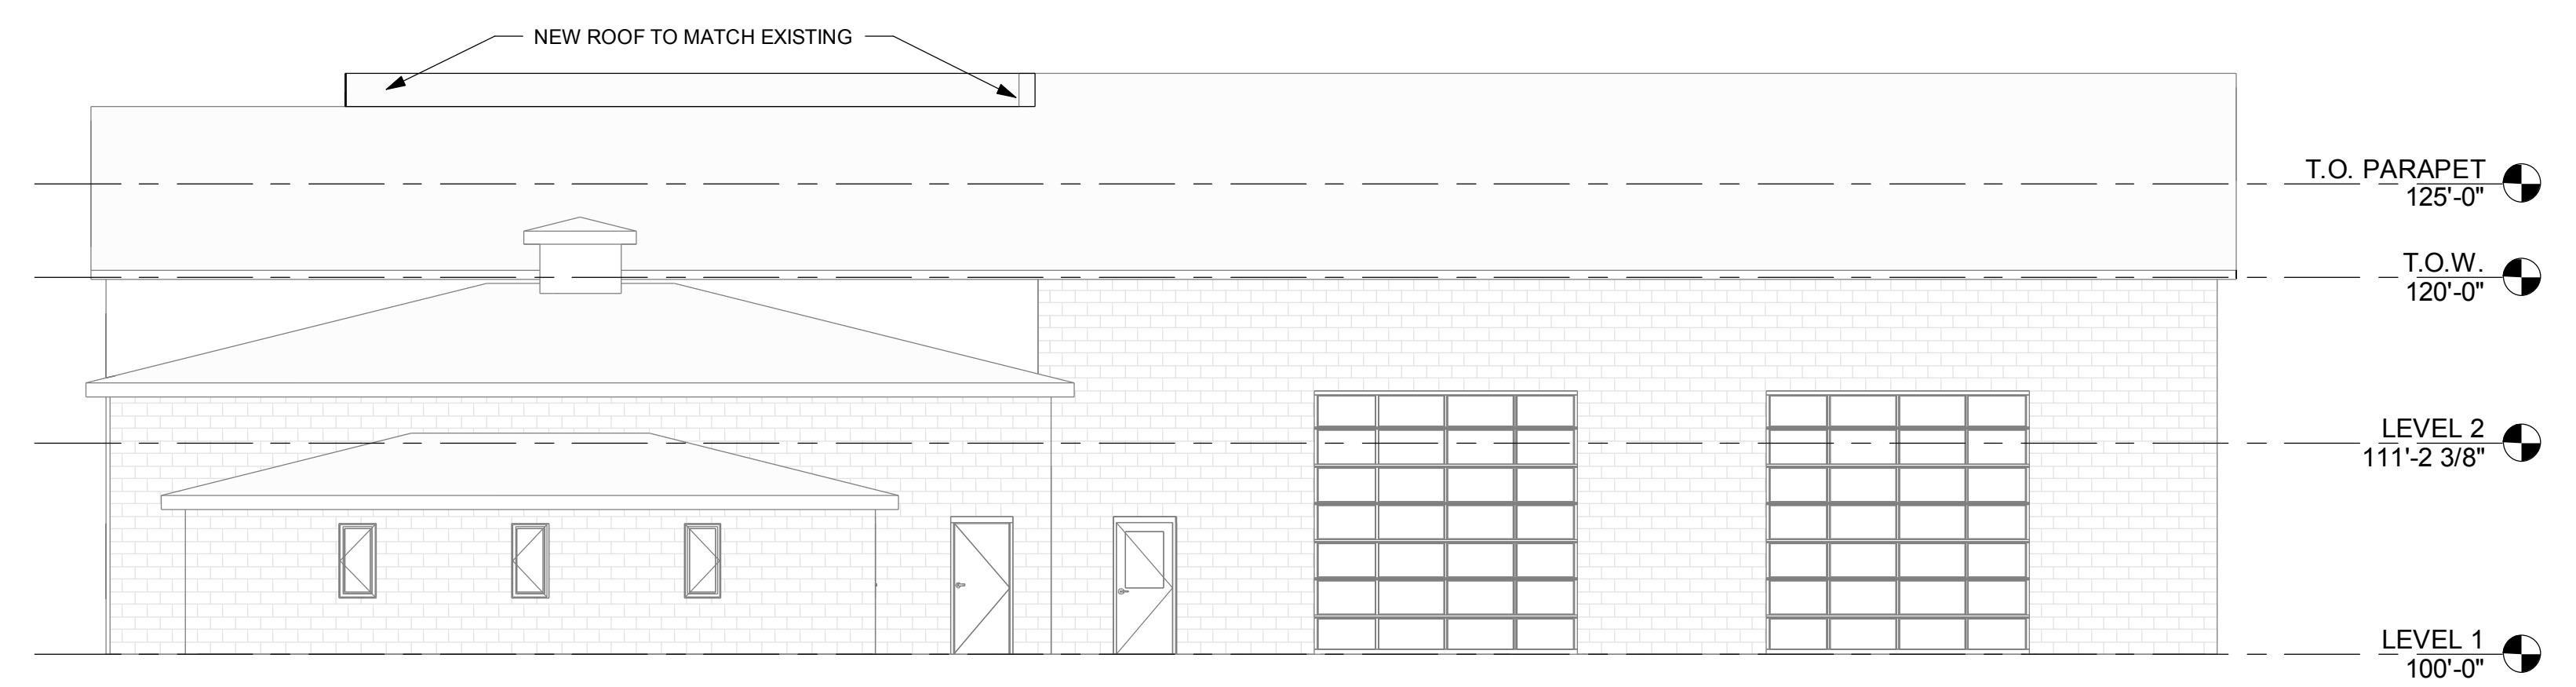 NEW ROOF TO MATCH EXISTING
T.O. PARAPET
125'-0"
T.O.W.
120'-0"
LEVEL 2
111'-2 3/8"
LEVEL 1
100'-0"